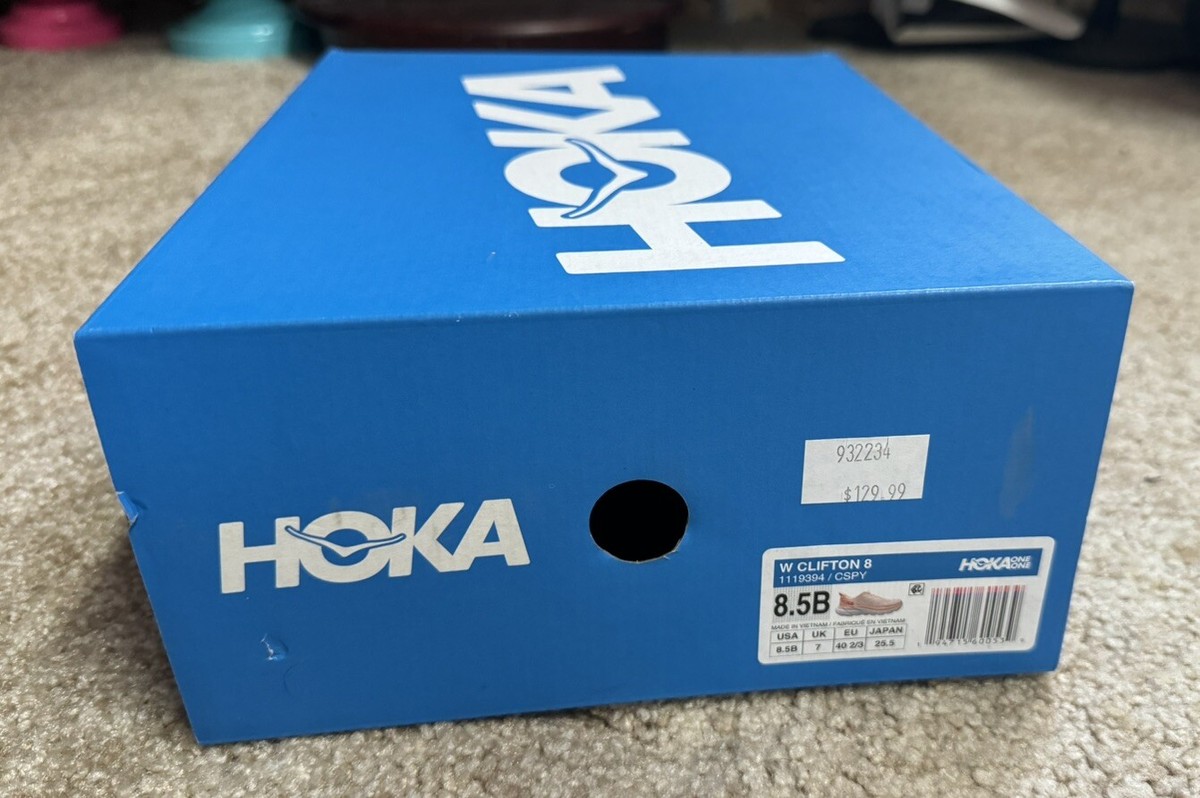 HOKA
932234
$129.99
HOKA
W CLIFTON 8
HOKA ONE ONE
1119394 / CSPY
8.5B
MADE IN VIETNAM / FABRIQUÉ EN VIETNAM
USA UK EU JAPAN
8.5B 7 40 2/3 25.5